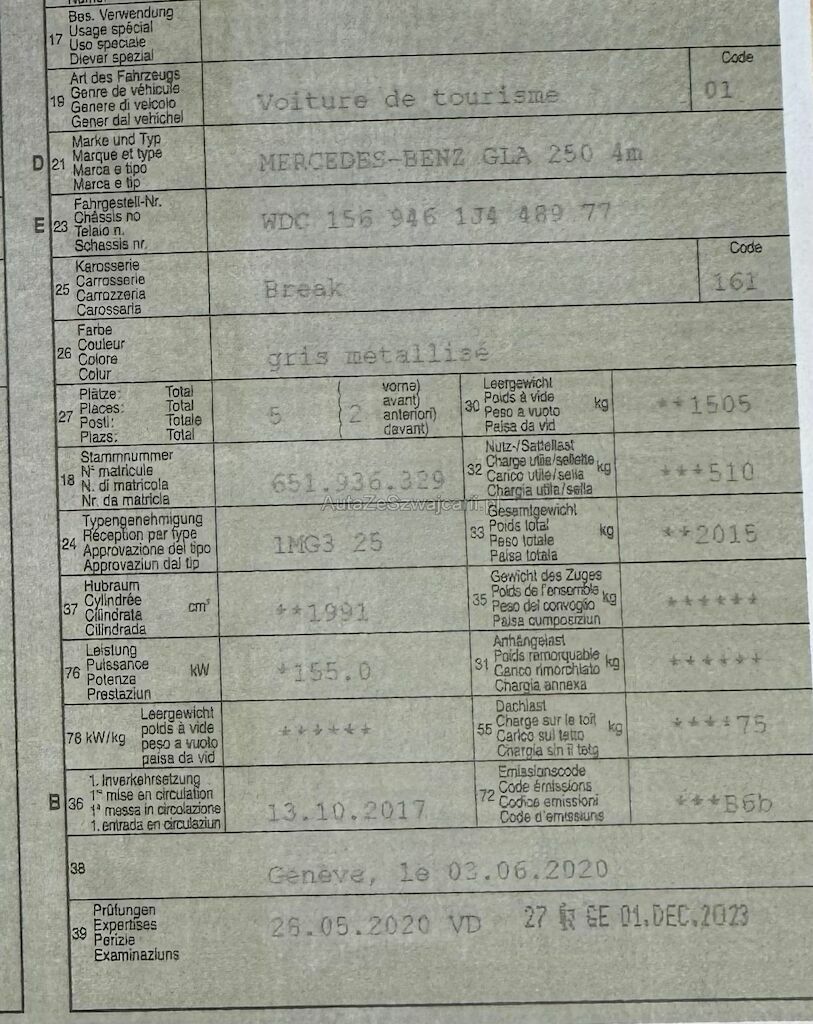 Bes. Verwendung
17 Usage spécial
Uso speciale
Diever spezial
Art des Fahrzeugs
19 Genre de véhicule
Genere di veicolo
Gener dal vehichel
Voiture de tourisme
Code
01
Marke und Typ
D 21 Marque et type
Marca e tipo
Marca e tip
MERCEDES-BENZ GLA 250 4m
Fahrgestell-Nr.
E 23 Châssis no
Telaio n.
Schassis nr.
WDC 156 946 1J4 489 77
Karosserie
25 Carrosserie
Carrozzeria
Carossaria
Break
Code
161
Farbe
26 Couleur
Colore
Colur
gris metallisé
Plätze: Total
27 Places: Total
Posti: Totale
Plazs: Total
5
( 2 vorne)
avant)
anteriori)
davant)
Leergewicht
30 Poids à vide kg
Peso a vuoto
Paisa da vid
**1505
Stammnummer
18 N° matricule
N. di matricola
Nr. da matricla
651.936.329
Nutz-/Sattellast
32 Charge utile/sellette kg
Carico utile/sella
Chargia utila/sella
***510
AutaZeSzwajcarii.pl
Typengenehmigung
24 Réception par type
Approvazione del tipo
Approvaziun dal tip
1MG3 25
Gesamtgewicht
33 Poids total kg
Peso totale
Paisa totala
**2015
Hubraum
37 Cylindrée cm³
Cilindrata
Cilindrada
**1991
Gewicht des Zuges
35 Poids de l'ensemble kg
Peso del convoglio
Paisa cumposiziun
******
Leistung
76 Puissance kW
Potenza
Prestaziun
*155.0
Anhängelast
31 Poids remorquable kg
Carico rimorchiato
Chargia annexa
******
Leergewicht
78 kW/kg poids à vide
peso a vuoto
paisa da vid
******
Dachlast
55 Charge sur le toit kg
Carico sul tetto
Chargia sin il tetg
****75
1. Inverkehrsetzung
B 36 1re mise en circulation
1a messa in circolazione
1. entrada en circulaziun
13.10.2017
Emissionscode
72 Code émissions
Codice emissioni
Code d'emissiuns
***B6b
38
Genève, le 03.06.2020
Prüfungen
39 Expertises
Perizie
Examinaziuns
26.05.2020 VD
27 GE 01.DEC.2023